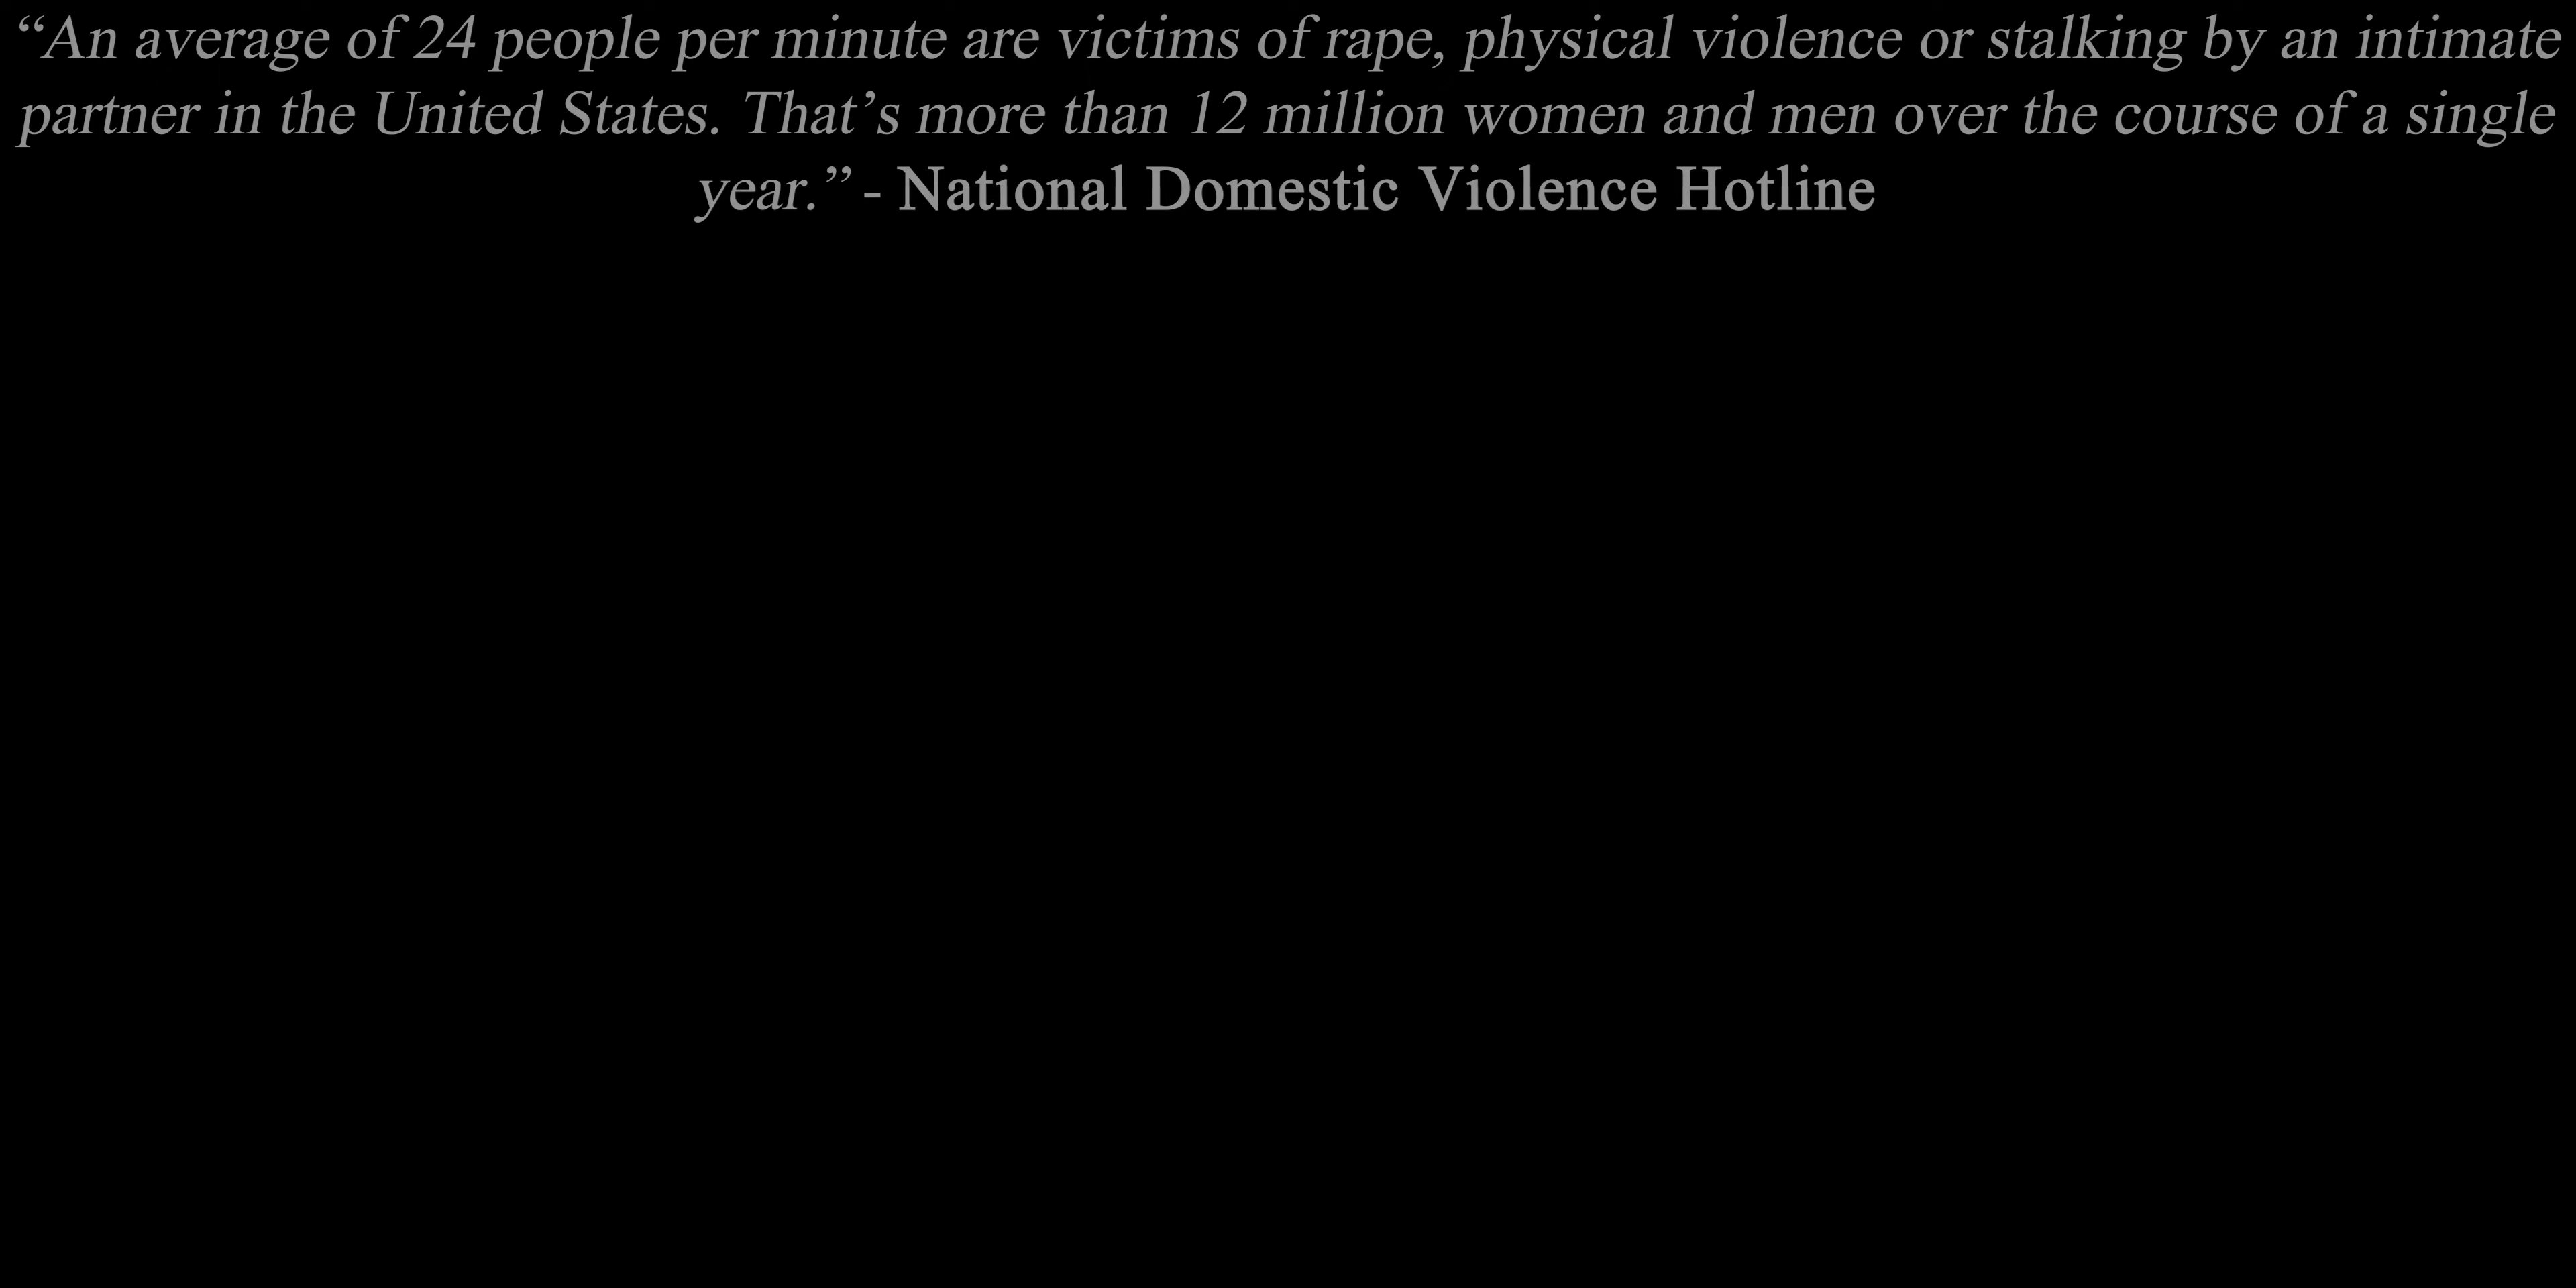 “An average of 24 people per minute are victims of rape, physical violence or stalking by an intimate
partner in the United States. That’s more than 12 million women and men over the course of a single
year.” - National Domestic Violence Hotline